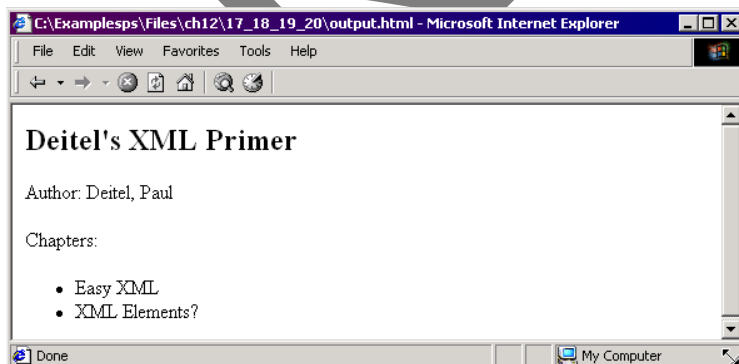 C:\Examplesps\Files\ch12\17_18_19_20\output.html - Microsoft Internet Explorer
File Edit View Favorites Tools Help
Deitel's XML Primer
Author: Deitel, Paul
Chapters:
• Easy XML
• XML Elements?
Done My Computer